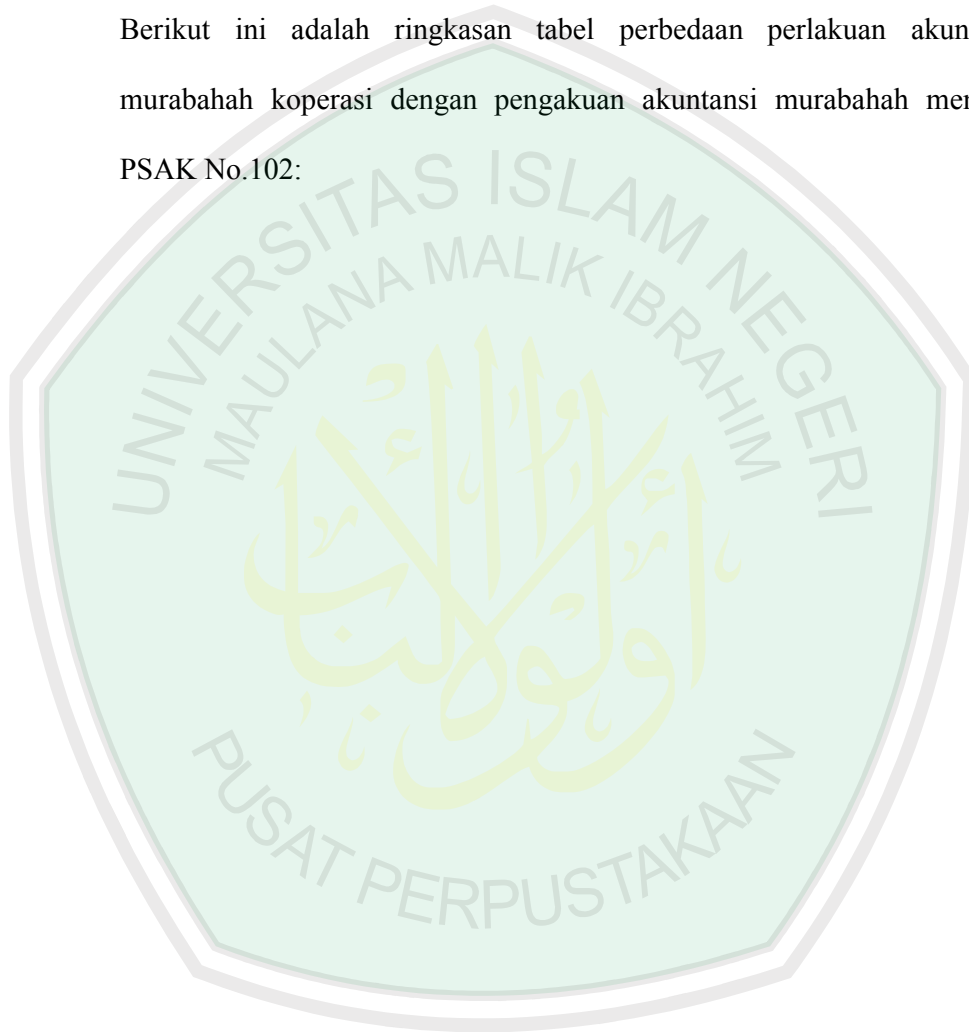 Berikut ini adalah ringkasan tabel perbedaan perlakuan akun
murabahah koperasi dengan pengakuan akuntansi murabahah men
PSAK No.102:
UNIVERSITAS ISLAM NEGERI
MAULANA MALIK IBRAHIM
PUSAT PERPUSTAKAAN